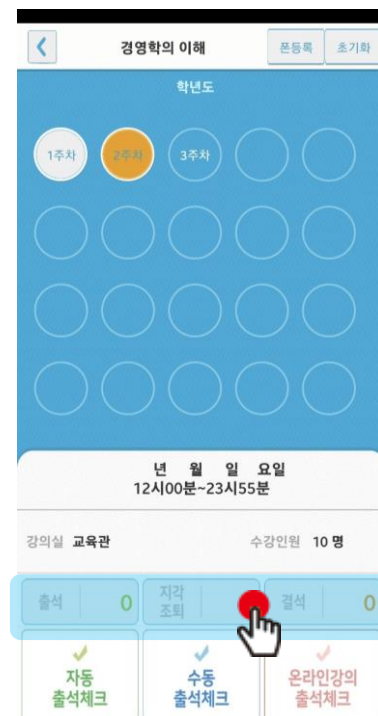 경영학의 이해
폰등록
초기화
학년도
1주차
2주차
3주차
년 월 일 요일
12시00분~23시55분
강의실 교육관
수강인원 10 명
출석 0
지각
조퇴
결석 0
자동
출석체크
수동
출석체크
온라인강의
출석체크